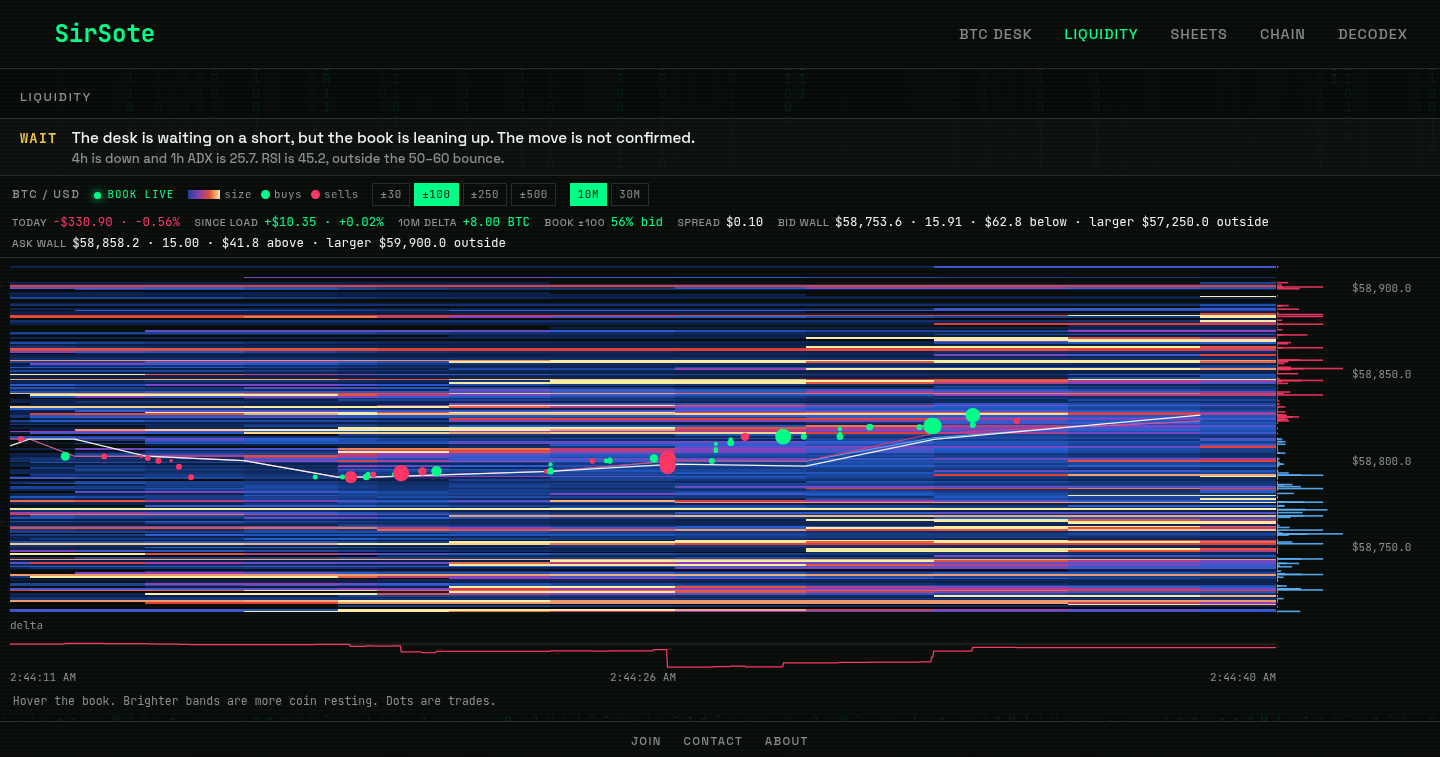 SirSote
BTC DESK LIQUIDITY SHEETS CHAIN DECODEX
LIQUIDITY
WAIT The desk is waiting on a short, but the book is leaning up. The move is not confirmed.
4h is down and 1h ADX is 25.7. RSI is 45.2, outside the 50–60 bounce.
BTC / USD BOOK LIVE size buys sells ±30 ±100 ±250 ±500 10M 30M
TODAY -$330.90 · -0.56% SINCE LOAD +$10.35 · +0.02% 10M DELTA +8.00 BTC BOOK ±100 56% bid SPREAD $0.10 BID WALL $58,753.6 · 15.91 · $62.8 below · larger $57,250.0 outside
ASK WALL $58,858.2 · 15.00 · $41.8 above · larger $59,900.0 outside
$58,900.0
$58,850.0
$58,800.0
$58,750.0
delta
2:44:11 AM 2:44:26 AM 2:44:40 AM
Hover the book. Brighter bands are more coin resting. Dots are trades.
JOIN CONTACT ABOUT